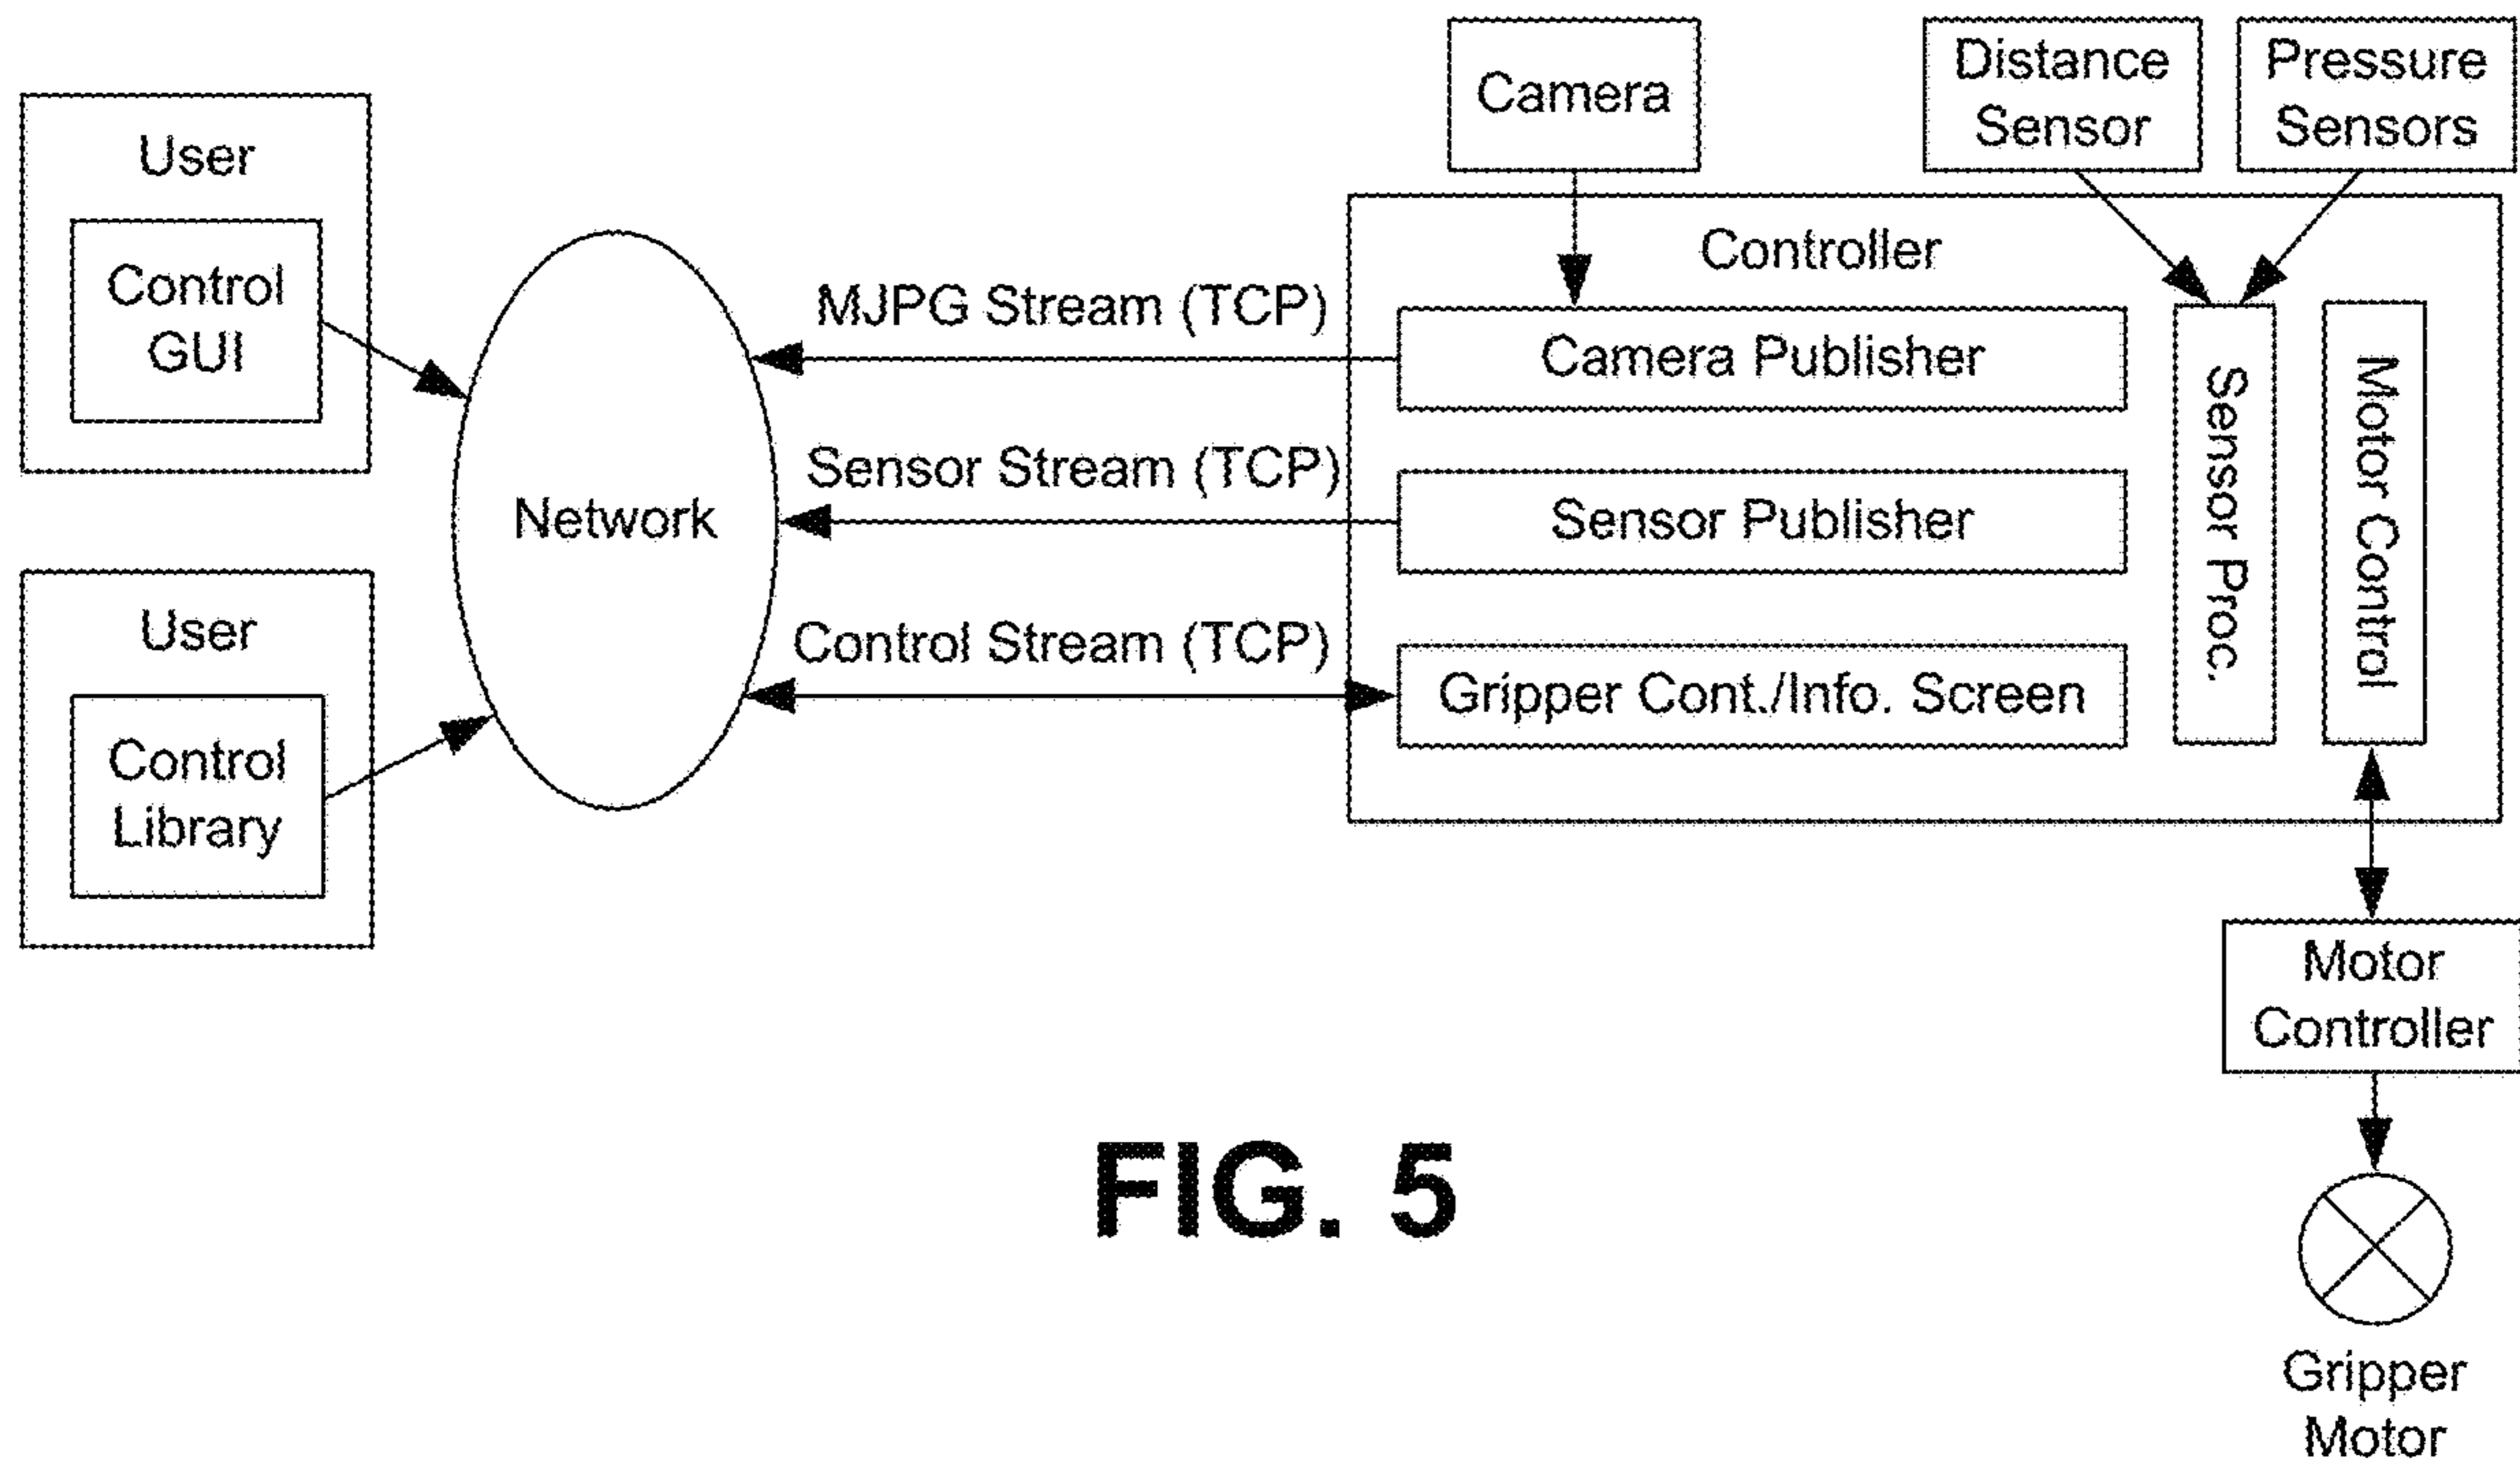 User
Control
GUI
User
Control
Library
Network
MJPG Stream (TCP)
Sensor Stream (TCP)
Control Stream (TCP)
Camera
Distance
Sensor
Pressure
Sensors
Controller
Camera Publisher
Sensor Publisher
Gripper Cont./Info. Screen
Sensor Proc.
Motor Control
Motor
Controller
Gripper
Motor
FIG. 5